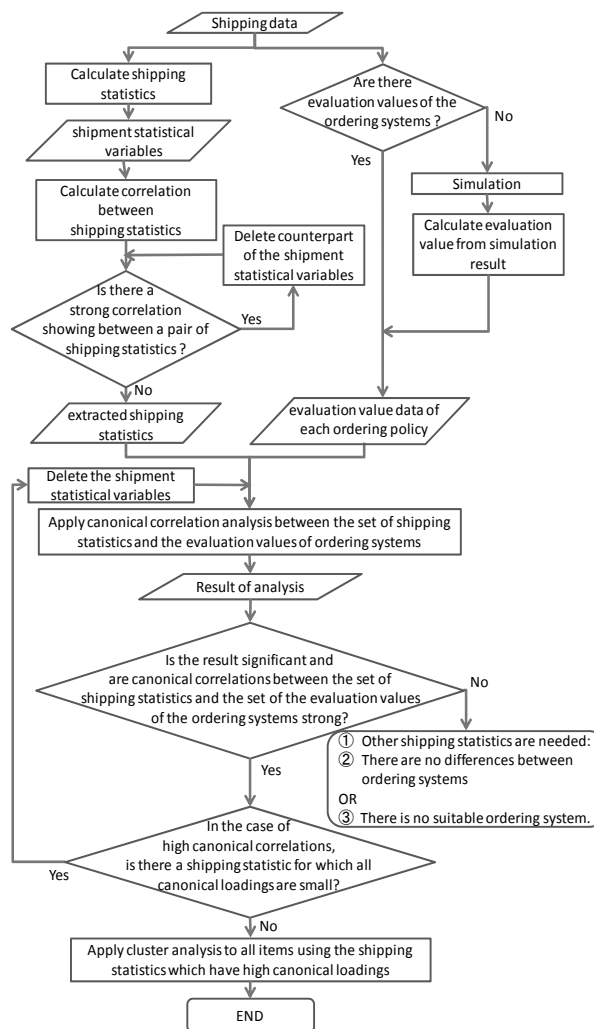 Shipping data
Calculate shipping
statistics
Are there
evaluation values of the
ordering systems ?
No
Yes
shipment statistical
variables
Calculate correlation
between
shipping statistics
Simulation
Calculate evaluation
value from simulation
result
Delete counterpart
of the shipment
statistical variables
Is there a
strong correlation
showing between a pair of
shipping statistics ?
Yes
No
extracted shipping
statistics
evaluation value data of
each ordering policy
Delete the shipment
statistical variables
Apply canonical correlation analysis between the set of shipping
statistics and the evaluation values of ordering systems
Result of analysis
Is the result significant and
are canonical correlations between the set of
shipping statistics and the set of the evaluation values
of the ordering systems strong?
No
① Other shipping statistics are needed:
② There are no differences between
ordering systems
OR
③ There is no suitable ordering system.
Yes
In the case of
high canonical correlations,
is there a shipping statistic for which all
canonical loadings are small?
Yes
No
Apply cluster analysis to all items using the shipping
statistics which have high canonical loadings
END